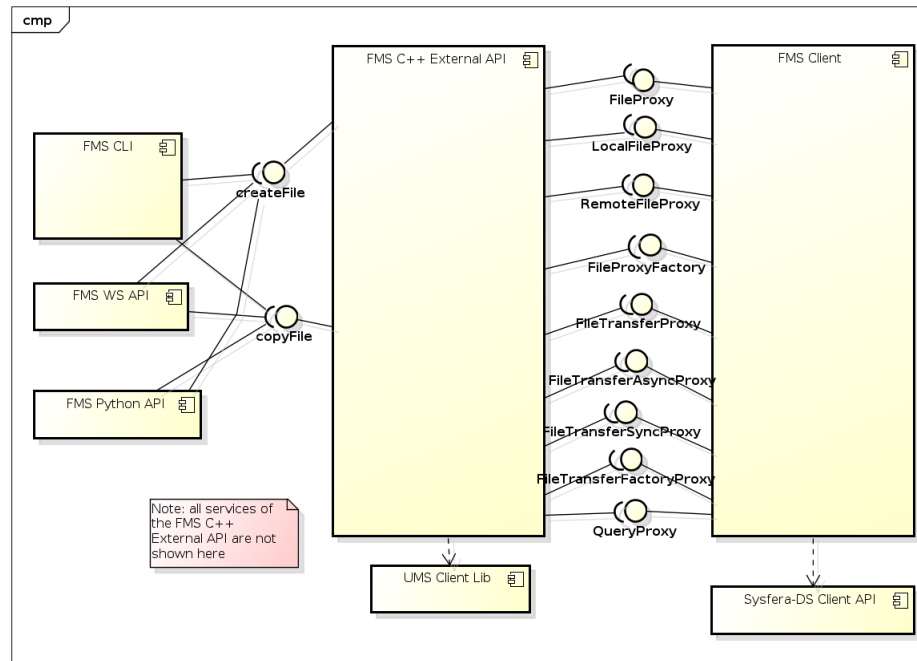 cmp
FMS C++ External API
FMS Client
FMS CLI
FMS WS API
FMS Python API
createFile
copyFile
FileProxy
LocalFileProxy
RemoteFileProxy
FileProxyFactory
FileTransferProxy
FileTransferAsyncProxy
FileTransferSyncProxy
FileTransferFactoryProxy
QueryProxy
Note: all services of
the FMS C++
External API are not
shown here
UMS Client Lib
Sysfera-DS Client API